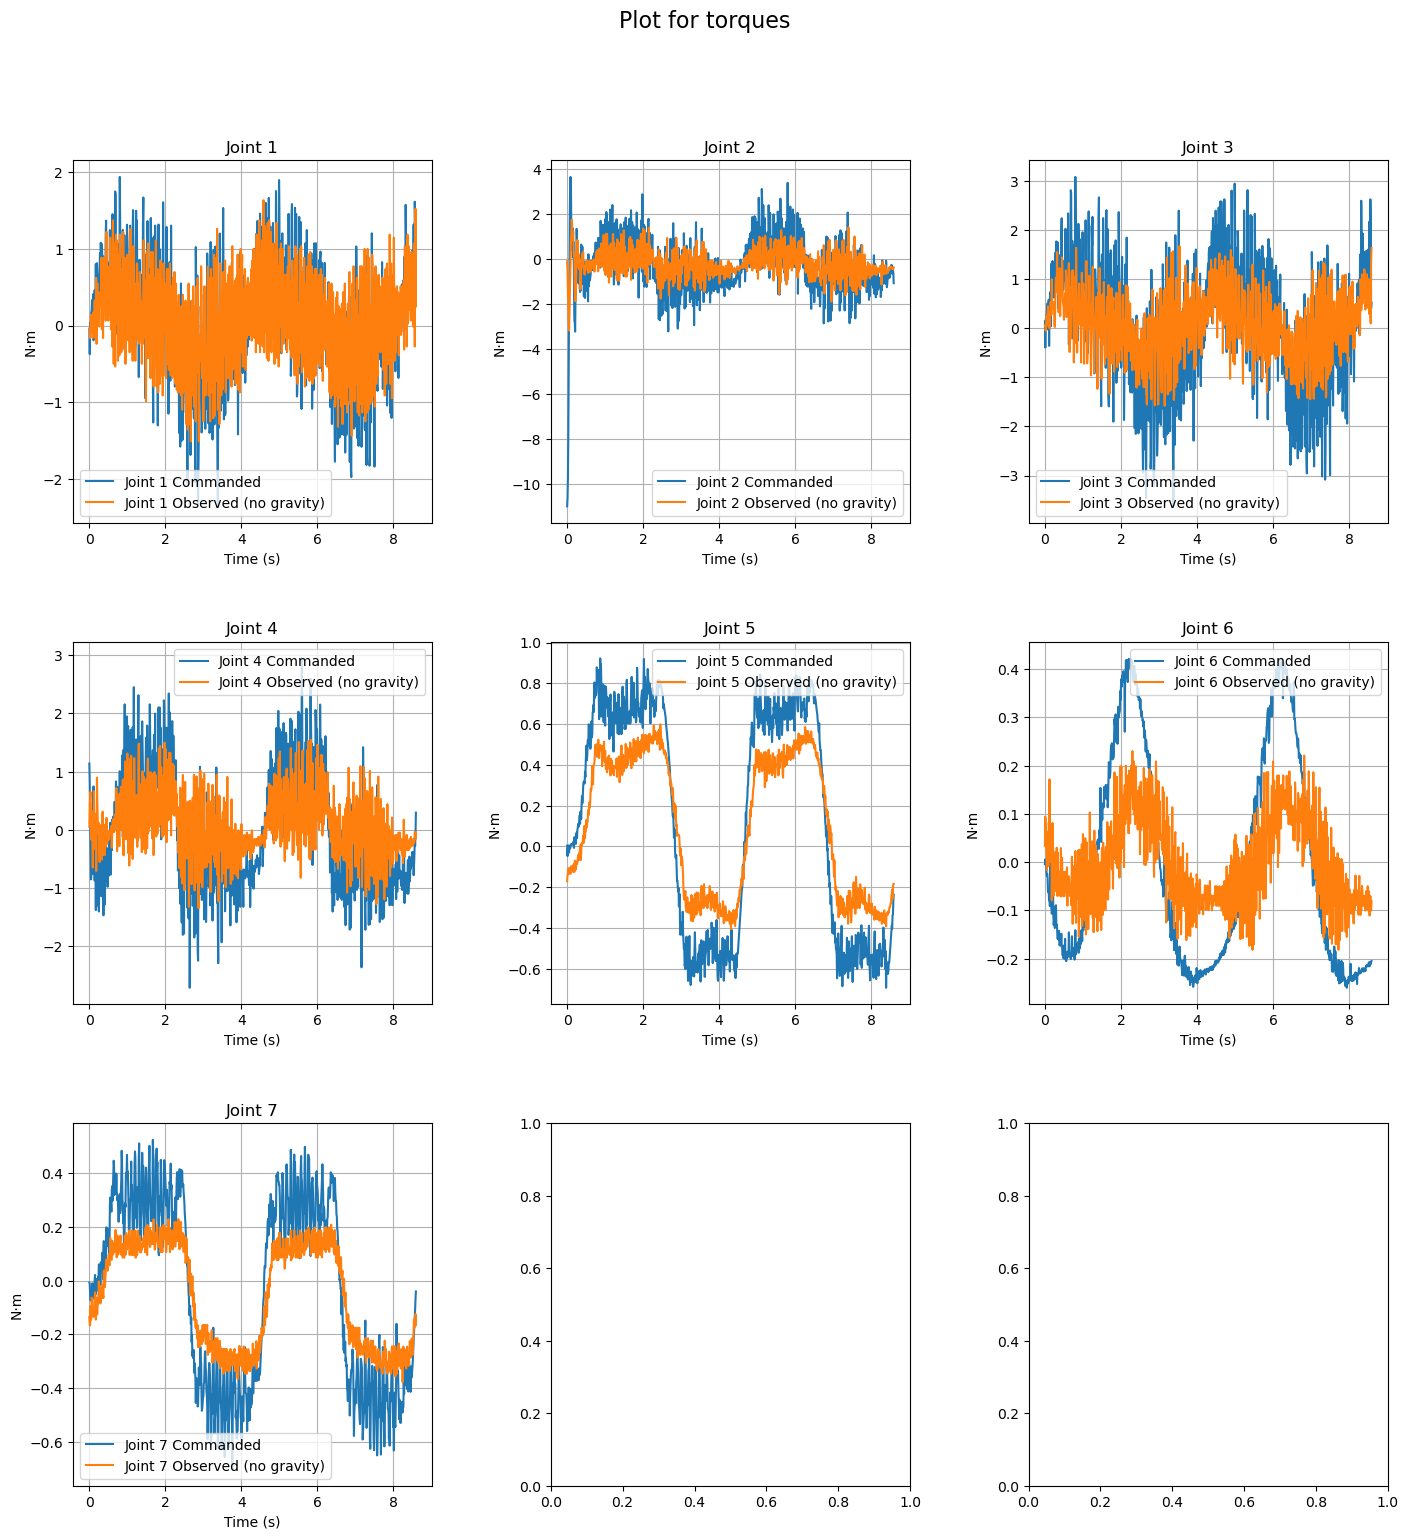 Plot for torques
Joint 1
2
1
0
−1
−2
N·m
Joint 1 Commanded
Joint 1 Observed (no gravity)
0 2 4 6 8
Time (s)
Joint 2
4
2
0
−2
−4
−6
−8
−10
N·m
Joint 2 Commanded
Joint 2 Observed (no gravity)
0 2 4 6 8
Time (s)
Joint 3
3
2
1
0
−1
−2
−3
N·m
Joint 3 Commanded
Joint 3 Observed (no gravity)
0 2 4 6 8
Time (s)
Joint 4
3
2
1
0
−1
−2
N·m
Joint 4 Commanded
Joint 4 Observed (no gravity)
0 2 4 6 8
Time (s)
Joint 5
1.0
0.8
0.6
0.4
0.2
0.0
−0.2
−0.4
−0.6
N·m
Joint 5 Commanded
Joint 5 Observed (no gravity)
0 2 4 6 8
Time (s)
Joint 6
0.4
0.3
0.2
0.1
0.0
−0.1
−0.2
N·m
Joint 6 Commanded
Joint 6 Observed (no gravity)
0 2 4 6 8
Time (s)
Joint 7
0.4
0.2
0.0
−0.2
−0.4
−0.6
N·m
Joint 7 Commanded
Joint 7 Observed (no gravity)
0 2 4 6 8
Time (s)
1.0
0.8
0.6
0.4
0.2
0.0
0.0 0.2 0.4 0.6 0.8 1.0
1.0
0.8
0.6
0.4
0.2
0.0
0.0 0.2 0.4 0.6 0.8 1.0